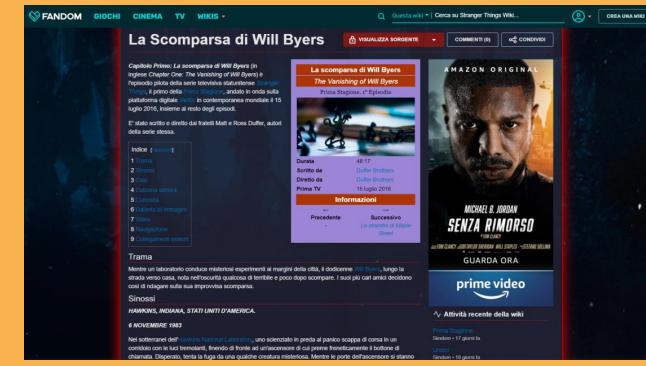 FANDOM GIOCHI CINEMA TV WIKIS
Questa wiki Cerca su Stranger Things Wiki...
CREA UNA WIKI
La Scomparsa di Will Byers
VISUALIZZA SORGENTE
COMMENTI (0)
CONDIVIDI
Capitolo Primo: La scomparsa di Will Byers (in
inglese Chapter One: The Vanishing of Will Byers) è
l'episodio pilota della serie televisiva statunitense Stranger
Things, il primo della Prima Stagione, andato in onda sulla
piattaforma digitale Netflix in contemporanea mondiale il 15
luglio 2016, insieme al resto degli episodi.
E' stato scritto e diretto dai fratelli Matt e Ross Duffer, autori
della serie stessa.
Indice
1 Trama
2 Sinossi
3 Cast
4 Colonna sonora
5 Curiosità
6 Galleria di immagini
7 Video
8 Navigazione
9 Collegamenti esterni
La scomparsa di Will Byers
The Vanishing of Will Byers
Prima Stagione, 1° Episodio
Durata 48:17
Scritto da Duffer Brothers
Diretto da Duffer Brothers
Prima TV 15 luglio 2016
Informazioni
Precedente Successivo
- La stramba di Maple
Street
AMAZON ORIGINAL
MICHAEL B. JORDAN
SENZA RIMORSO
GUARDA ORA
prime video
Attività recente della wiki
Prima Stagione
17 giorni fa
18 giorni fa
Trama
Mentre un laboratorio conduce misteriosi esperimenti ai margini della città, il dodicenne Will Byers, lungo la
strada verso casa, nota nell'oscurità qualcosa di terribile e poco dopo scompare. I suoi più cari amici decidono
così di indagare sulla sua improvvisa scomparsa.
Sinossi
HAWKINS, INDIANA, STATI UNITI D'AMERICA.
6 NOVEMBRE 1983
Nei sotterranei dell'Hawkins National Laboratory, uno scienziato in preda al panico scappa di corsa in un
corridoio con le luci tremolanti, finendo di fronte ad un'ascensore di cui preme freneticamente il bottone di
chiamata. Disperato, tenta la fuga da una qualche creatura misteriosa. Mentre le porte dell'ascensore si stanno